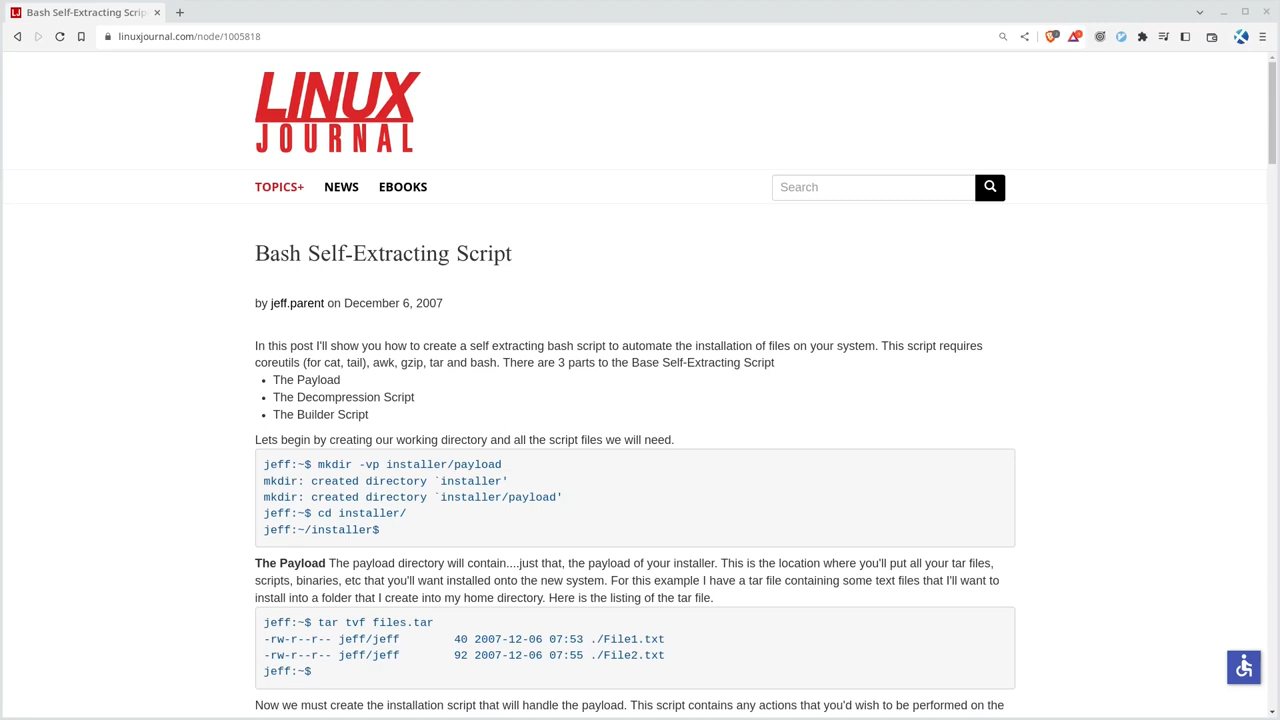 Bash Self-Extracting Scrip
linuxjournal.com/node/1005818
LINUX
JOURNAL
TOPICS+ NEWS EBOOKS
Search
Bash Self-Extracting Script
by jeff.parent on December 6, 2007
In this post I'll show you how to create a self extracting bash script to automate the installation of files on your system. This script requires
coreutils (for cat, tail), awk, gzip, tar and bash. There are 3 parts to the Base Self-Extracting Script
• The Payload
• The Decompression Script
• The Builder Script
Lets begin by creating our working directory and all the script files we will need.
jeff:~$ mkdir -vp installer/payload
mkdir: created directory `installer'
mkdir: created directory `installer/payload'
jeff:~$ cd installer/
jeff:~/installer$
The Payload The payload directory will contain....just that, the payload of your installer. This is the location where you'll put all your tar files,
scripts, binaries, etc that you'll want installed onto the new system. For this example I have a tar file containing some text files that I'll want to
install into a folder that I create into my home directory. Here is the listing of the tar file.
jeff:~$ tar tvf files.tar
-rw-r--r-- jeff/jeff        40 2007-12-06 07:53 ./File1.txt
-rw-r--r-- jeff/jeff        92 2007-12-06 07:55 ./File2.txt
jeff:~$
Now we must create the installation script that will handle the payload. This script contains any actions that you'd wish to be performed on the